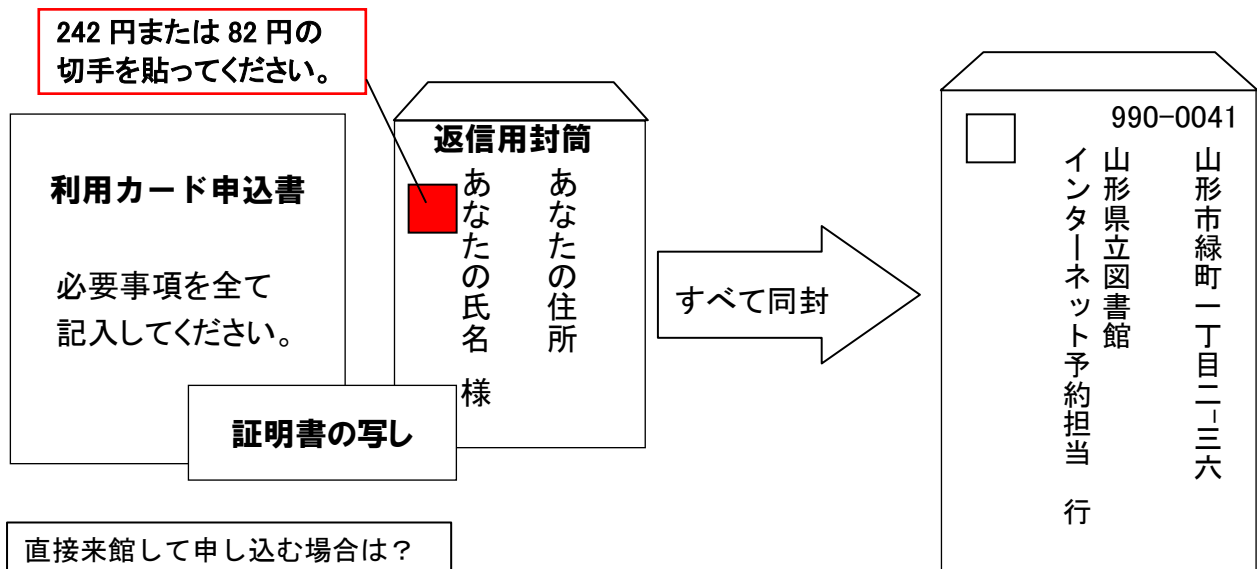 242 円または 82 円の
切手を貼ってください。
利用カード申込書
必要事項を全て
記入してください。
証明書の写し
返信用封筒
あなたの住所
あなたの氏名 様
すべて同封
990-0041
山形市緑町一丁目二-三六
山形県立図書館
インターネット予約担当 行
直接来館して申し込む場合は？